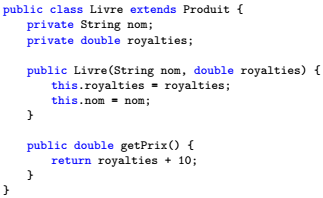 public class Livre extends Produit {
    private String nom;
    private double royalties;

    public Livre(String nom, double royalties) {
        this.royalties = royalties;
        this.nom = nom;
    }

    public double getPrix() {
        return royalties + 10;
    }
}